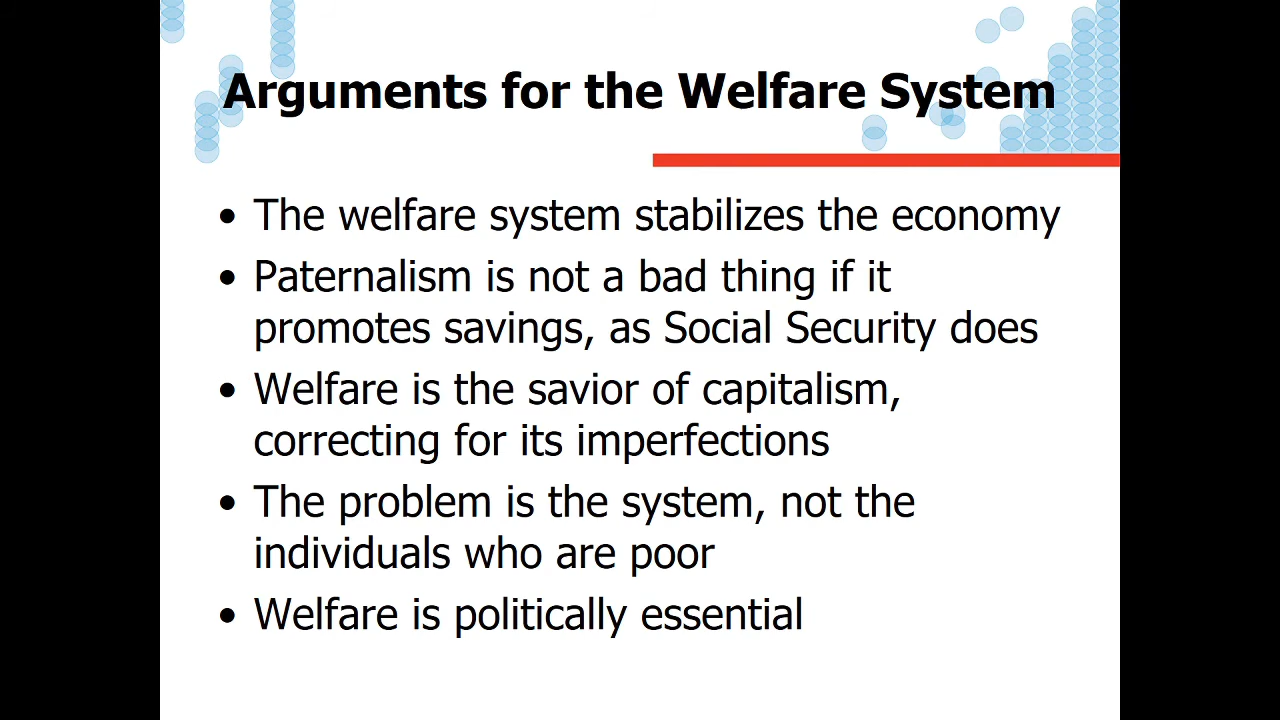 Arguments for the Welfare System
• The welfare system stabilizes the economy
• Paternalism is not a bad thing if it
promotes savings, as Social Security does
• Welfare is the savior of capitalism,
correcting for its imperfections
• The problem is the system, not the
individuals who are poor
• Welfare is politically essential